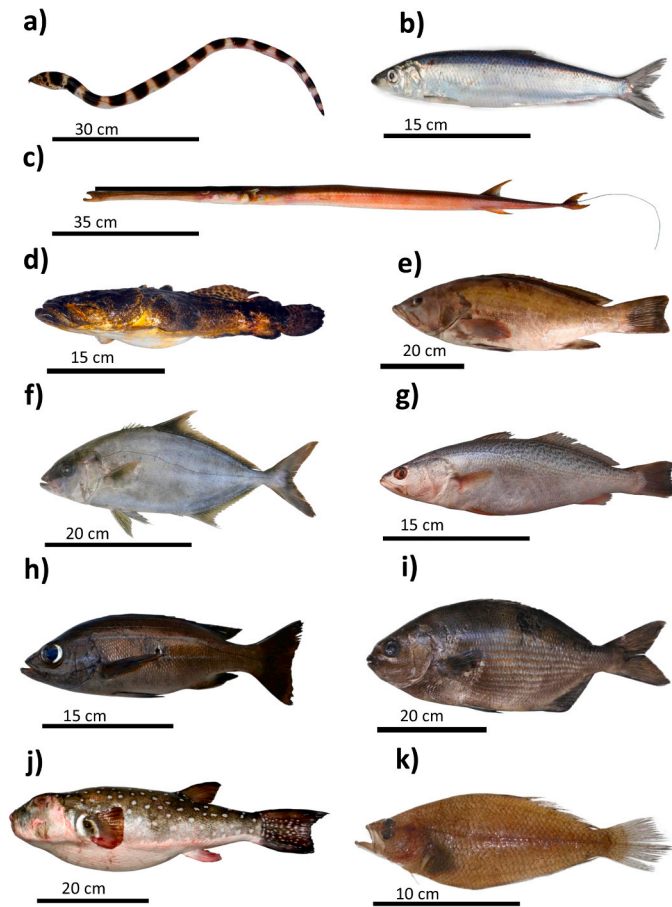 a)
30 cm
b)
15 cm
c)
35 cm
d)
15 cm
e)
20 cm
f)
20 cm
g)
15 cm
h)
15 cm
i)
20 cm
j)
20 cm
k)
10 cm